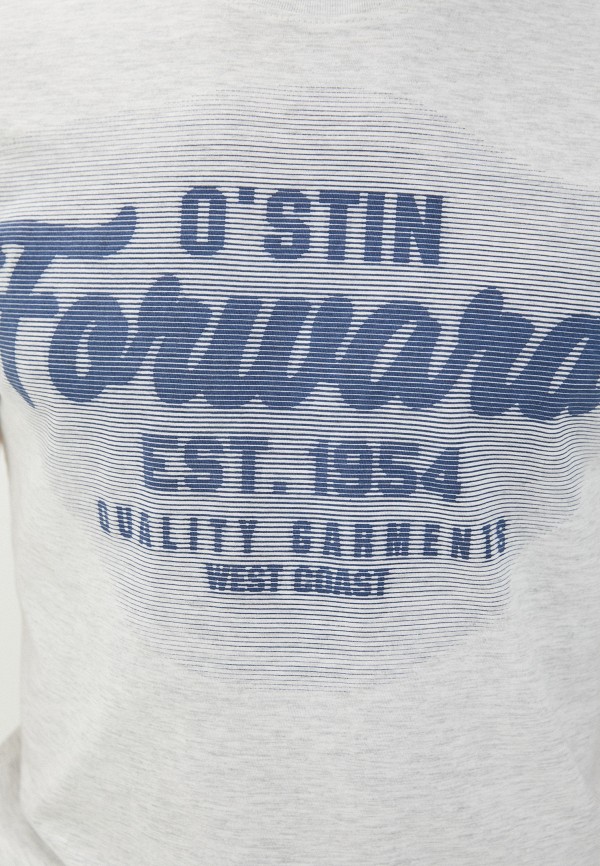 O'STIN
Forward
EST. 1954
QUALITY GARMENTS
WEST COAST